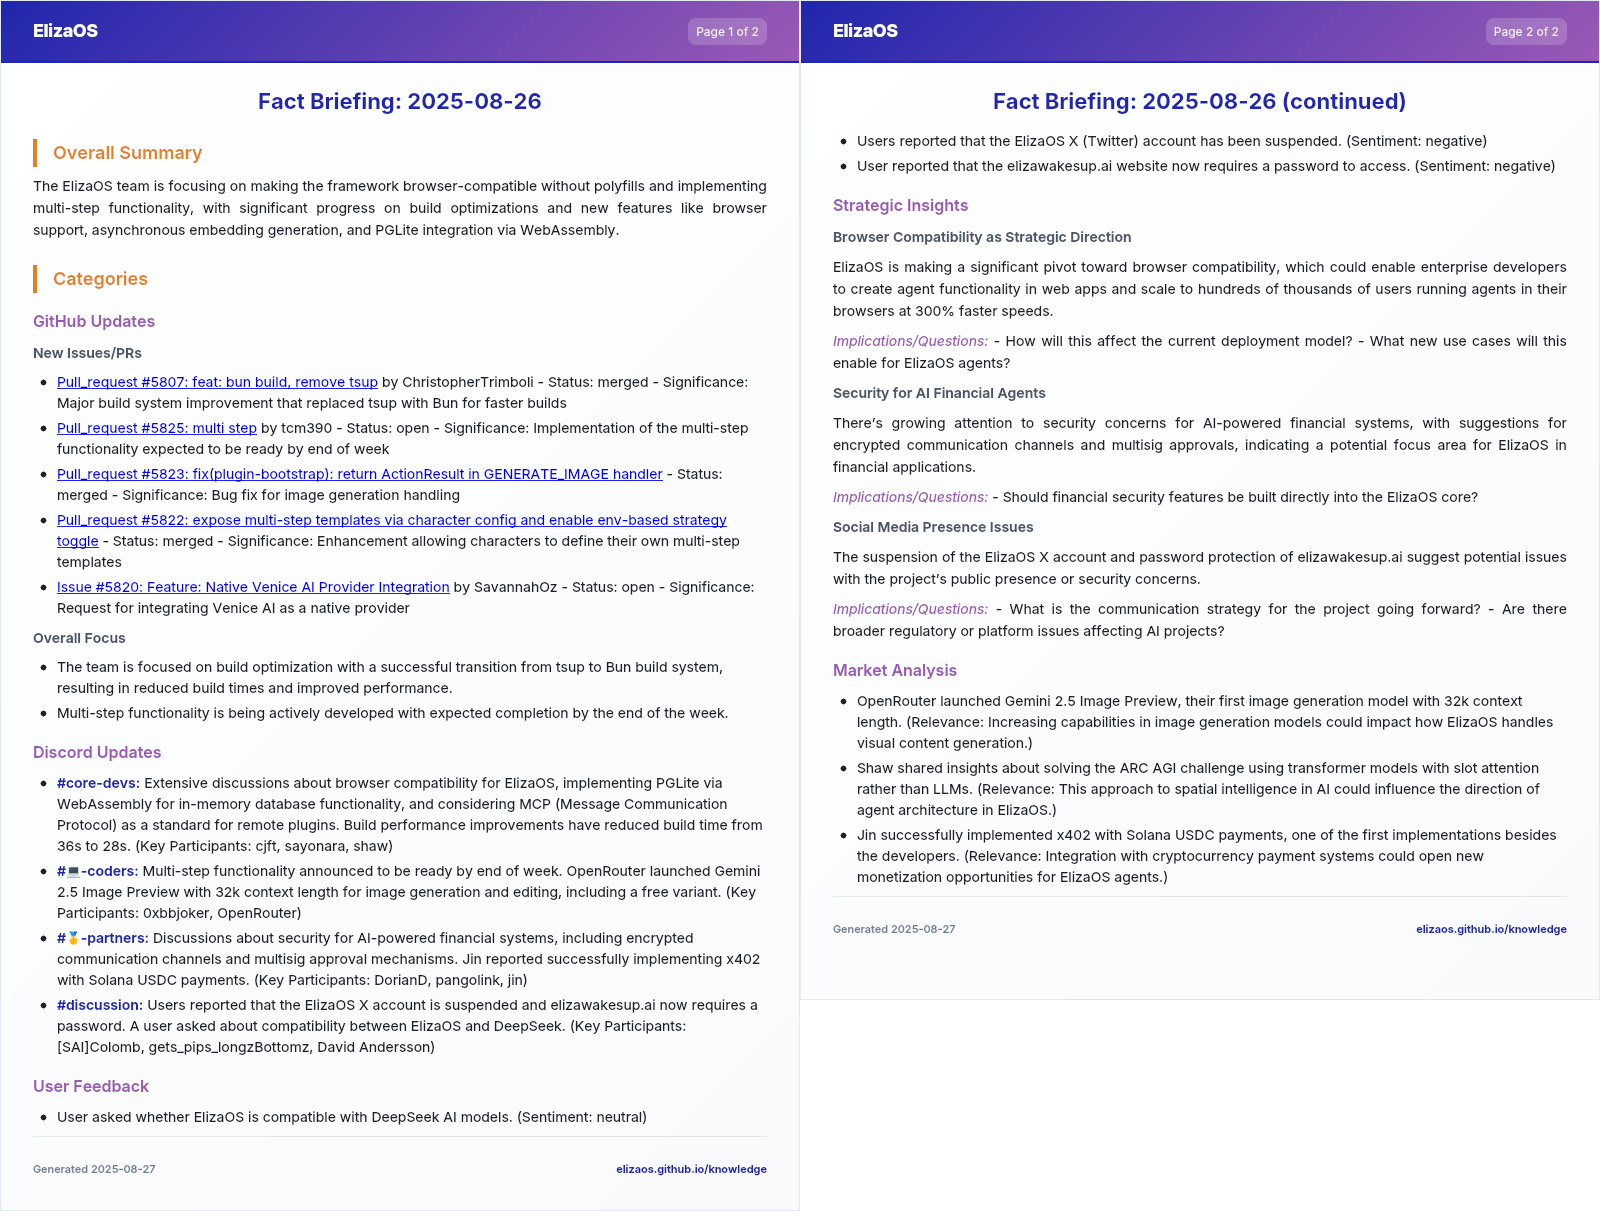 ElizaOS
Page 1 of 2
Fact Briefing: 2025-08-26
Overall Summary
The ElizaOS team is focusing on making the framework browser-compatible without polyfills and implementing
multi-step functionality, with significant progress on build optimizations and new features like browser
support, asynchronous embedding generation, and PGLite integration via WebAssembly.
Categories
GitHub Updates
New Issues/PRs
• Pull_request #5807: feat: bun build, remove tsup by ChristopherTrimboli - Status: merged - Significance:
Major build system improvement that replaced tsup with Bun for faster builds
• Pull_request #5825: multi step by tcm390 - Status: open - Significance: Implementation of the multi-step
functionality expected to be ready by end of week
• Pull_request #5823: fix(plugin-bootstrap): return ActionResult in GENERATE_IMAGE handler - Status:
merged - Significance: Bug fix for image generation handling
• Pull_request #5822: expose multi-step templates via character config and enable env-based strategy
toggle - Status: merged - Significance: Enhancement allowing characters to define their own multi-step
templates
• Issue #5820: Feature: Native Venice AI Provider Integration by SavannahOz - Status: open - Significance:
Request for integrating Venice AI as a native provider
Overall Focus
• The team is focused on build optimization with a successful transition from tsup to Bun build system,
resulting in reduced build times and improved performance.
• Multi-step functionality is being actively developed with expected completion by the end of the week.
Discord Updates
• #core-devs: Extensive discussions about browser compatibility for ElizaOS, implementing PGLite via
WebAssembly for in-memory database functionality, and considering MCP (Message Communication
Protocol) as a standard for remote plugins. Build performance improvements have reduced build time from
36s to 28s. (Key Participants: cjft, sayonara, shaw)
• #💻-coders: Multi-step functionality announced to be ready by end of week. OpenRouter launched Gemini
2.5 Image Preview with 32k context length for image generation and editing, including a free variant. (Key
Participants: 0xbbjoker, OpenRouter)
• #🥇-partners: Discussions about security for AI-powered financial systems, including encrypted
communication channels and multisig approval mechanisms. Jin reported successfully implementing x402
with Solana USDC payments. (Key Participants: DorianD, pangolink, jin)
• #discussion: Users reported that the ElizaOS X account is suspended and elizawakesup.ai now requires a
password. A user asked about compatibility between ElizaOS and DeepSeek. (Key Participants:
[SAI]Colomb, gets_pips_longzBottomz, David Andersson)
User Feedback
• User asked whether ElizaOS is compatible with DeepSeek AI models. (Sentiment: neutral)
Generated 2025-08-27
elizaos.github.io/knowledge
ElizaOS
Page 2 of 2
Fact Briefing: 2025-08-26 (continued)
• Users reported that the ElizaOS X (Twitter) account has been suspended. (Sentiment: negative)
• User reported that the elizawakesup.ai website now requires a password to access. (Sentiment: negative)
Strategic Insights
Browser Compatibility as Strategic Direction
ElizaOS is making a significant pivot toward browser compatibility, which could enable enterprise developers
to create agent functionality in web apps and scale to hundreds of thousands of users running agents in their
browsers at 300% faster speeds.
Implications/Questions: - How will this affect the current deployment model? - What new use cases will this
enable for ElizaOS agents?
Security for AI Financial Agents
There's growing attention to security concerns for AI-powered financial systems, with suggestions for
encrypted communication channels and multisig approvals, indicating a potential focus area for ElizaOS in
financial applications.
Implications/Questions: - Should financial security features be built directly into the ElizaOS core?
Social Media Presence Issues
The suspension of the ElizaOS X account and password protection of elizawakesup.ai suggest potential issues
with the project's public presence or security concerns.
Implications/Questions: - What is the communication strategy for the project going forward? - Are there
broader regulatory or platform issues affecting AI projects?
Market Analysis
• OpenRouter launched Gemini 2.5 Image Preview, their first image generation model with 32k context
length. (Relevance: Increasing capabilities in image generation models could impact how ElizaOS handles
visual content generation.)
• Shaw shared insights about solving the ARC AGI challenge using transformer models with slot attention
rather than LLMs. (Relevance: This approach to spatial intelligence in AI could influence the direction of
agent architecture in ElizaOS.)
• Jin successfully implemented x402 with Solana USDC payments, one of the first implementations besides
the developers. (Relevance: Integration with cryptocurrency payment systems could open new
monetization opportunities for ElizaOS agents.)
Generated 2025-08-27
elizaos.github.io/knowledge